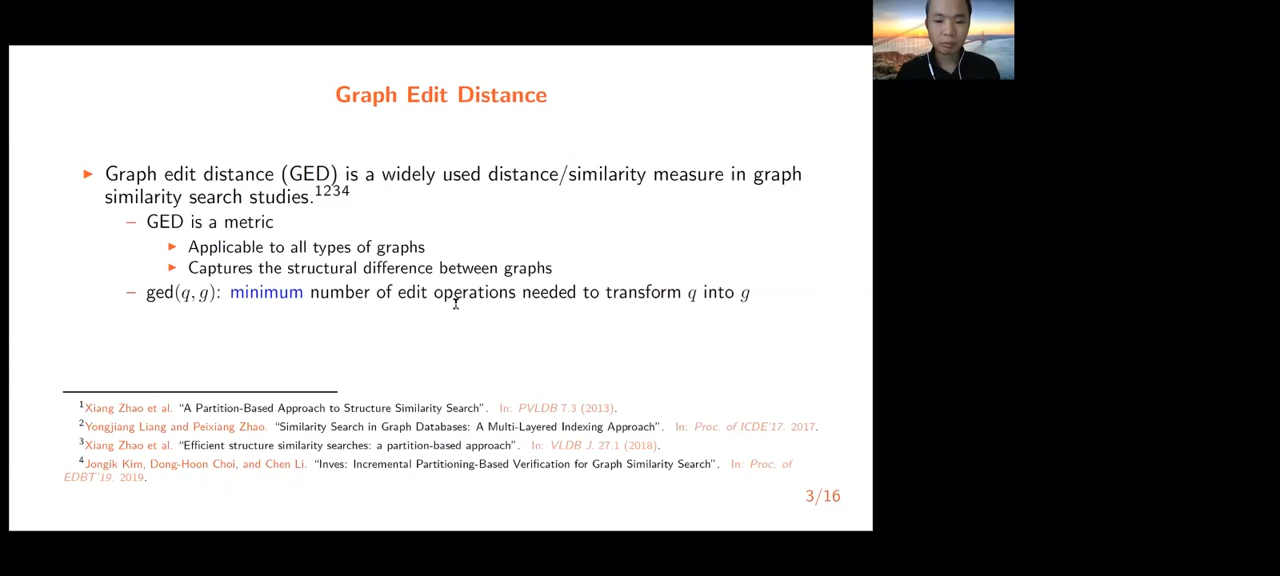 Graph Edit Distance
▶ Graph edit distance (GED) is a widely used distance/similarity measure in graph
similarity search studies.1234
– GED is a metric
▶ Applicable to all types of graphs
▶ Captures the structural difference between graphs
– ged(q, g): minimum number of edit operations needed to transform q into g
1Xiang Zhao et al. “A Partition-Based Approach to Structure Similarity Search”. In: PVLDB 7.3 (2013).
2Yongjiang Liang and Peixiang Zhao. “Similarity Search in Graph Databases: A Multi-Layered Indexing Approach”. In: Proc. of ICDE’17. 2017.
3Xiang Zhao et al. “Efficient structure similarity searches: a partition-based approach”. In: VLDB J. 27.1 (2018).
4Jongik Kim, Dong-Hoon Choi, and Chen Li. “Inves: Incremental Partitioning-Based Verification for Graph Similarity Search”. In: Proc. of
EDBT’19. 2019.
3/16